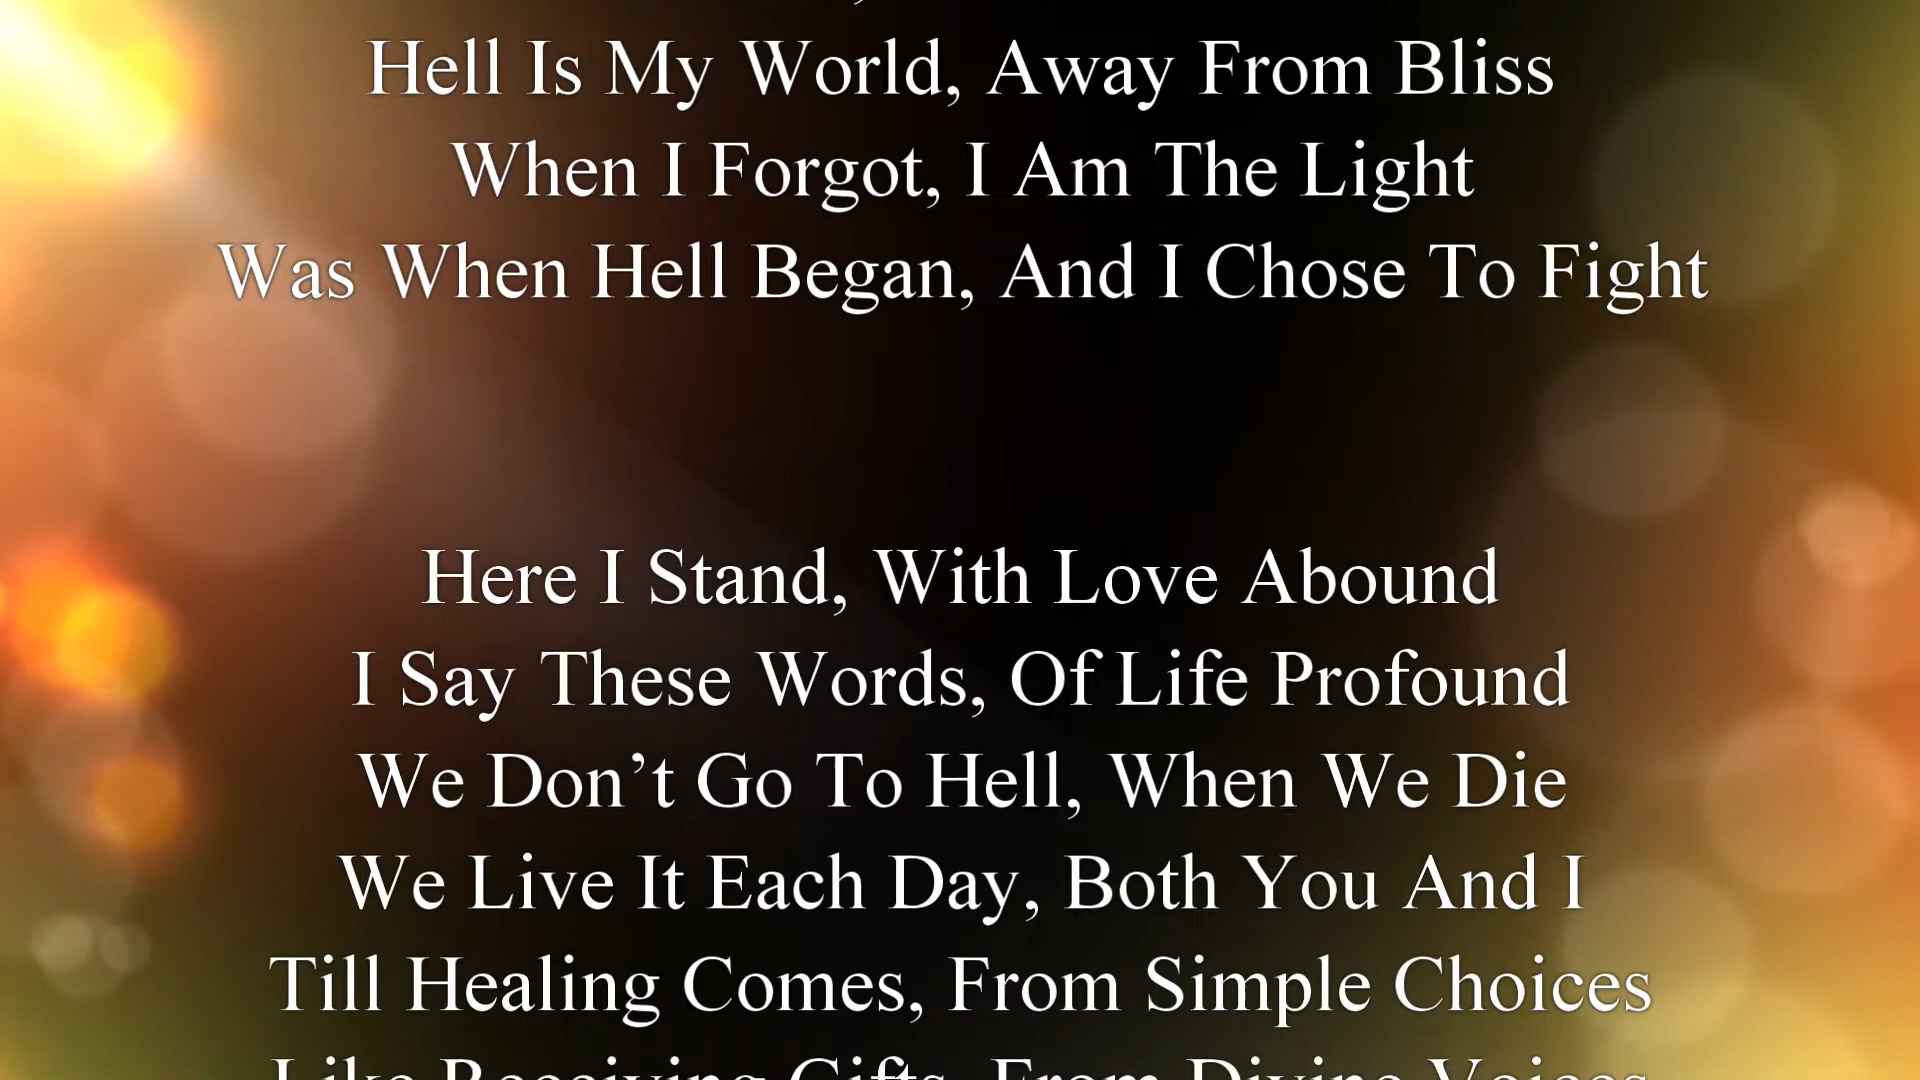 Hell Is My World, Away From Bliss
When I Forgot, I Am The Light
Was When Hell Began, And I Chose To Fight
Here I Stand, With Love Abound
I Say These Words, Of Life Profound
We Don’t Go To Hell, When We Die
We Live It Each Day, Both You And I
Till Healing Comes, From Simple Choices
Like Receiving Gifts, From Divine Voices